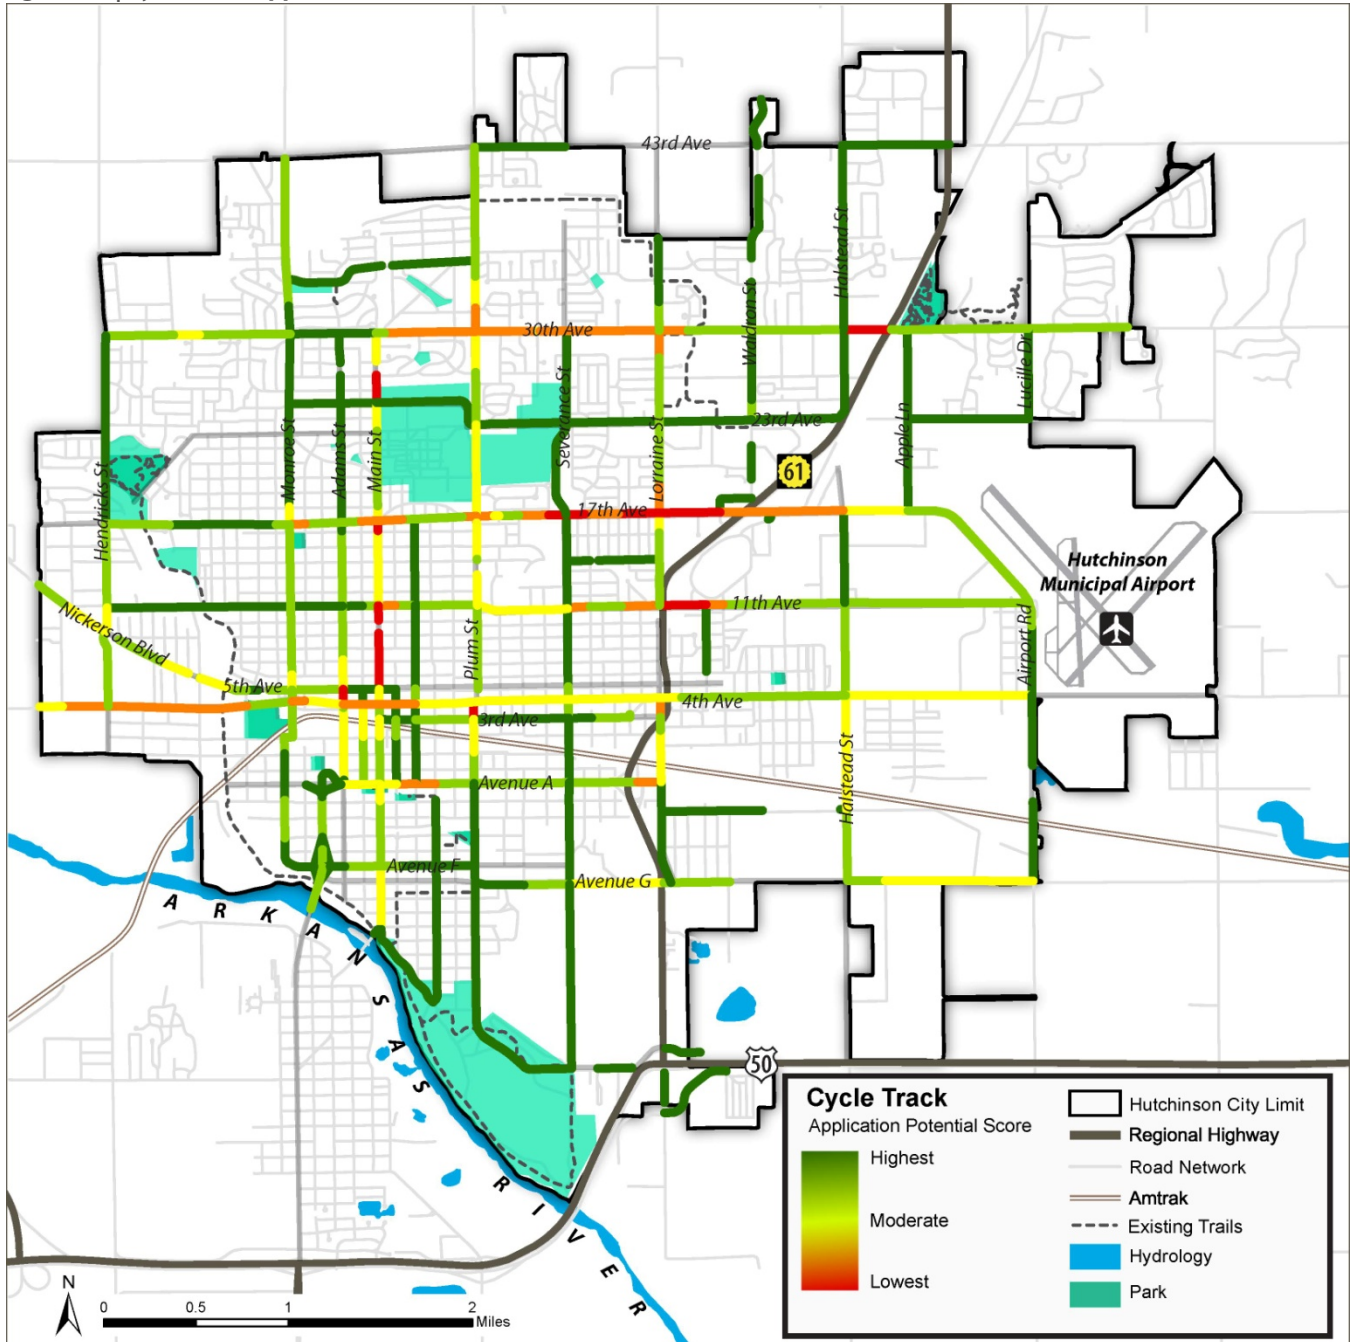 43rd Ave
Halstead St
30th Ave
Waldron St
Lucille Dr
Severance St
23rd Ave
Apple Ln
Lorraine St
Monroe St
Adams St
Main St
61
Hendricks St
17th Ave
Hutchinson
Municipal Airport
11th Ave
Nickerson Blvd
Plum St
Airport Rd
5th Ave
4th Ave
3rd Ave
Halstead St
Avenue A
Avenue F
Avenue G
ARKANSAS RIVER
50
Cycle Track
Application Potential Score
Highest
Moderate
Lowest
Hutchinson City Limit
Regional Highway
Road Network
Amtrak
Existing Trails
Hydrology
Park
N
0 0.5 1 2
Miles